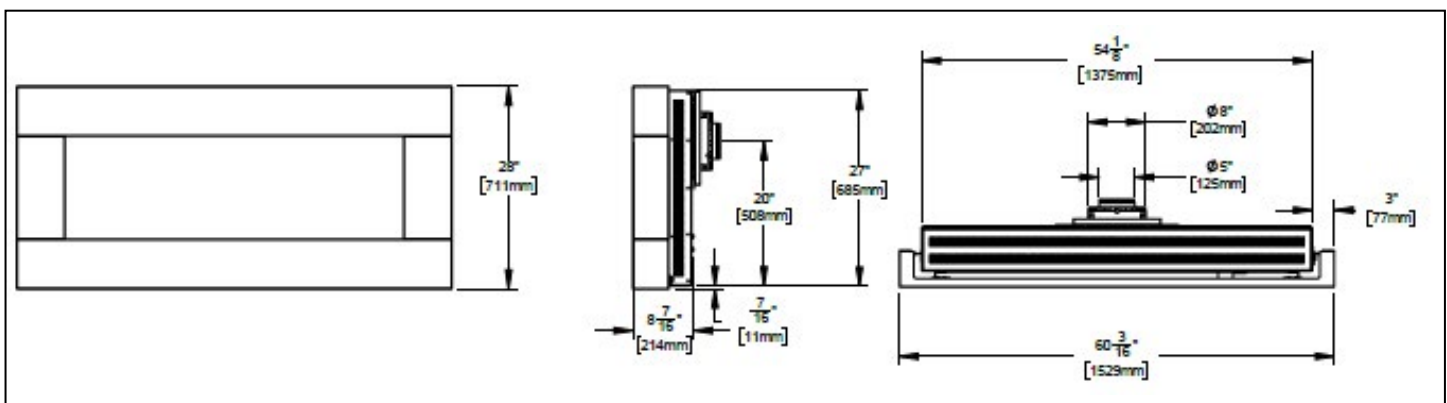 28"
[711mm]
27"
[685mm]
20"
[508mm]
8 7/16"
[214mm]
7/16"
[11mm]
54 1/8"
[1375mm]
Ø8"
[202mm]
Ø5"
[125mm]
3"
[77mm]
60 3/16"
[1529mm]